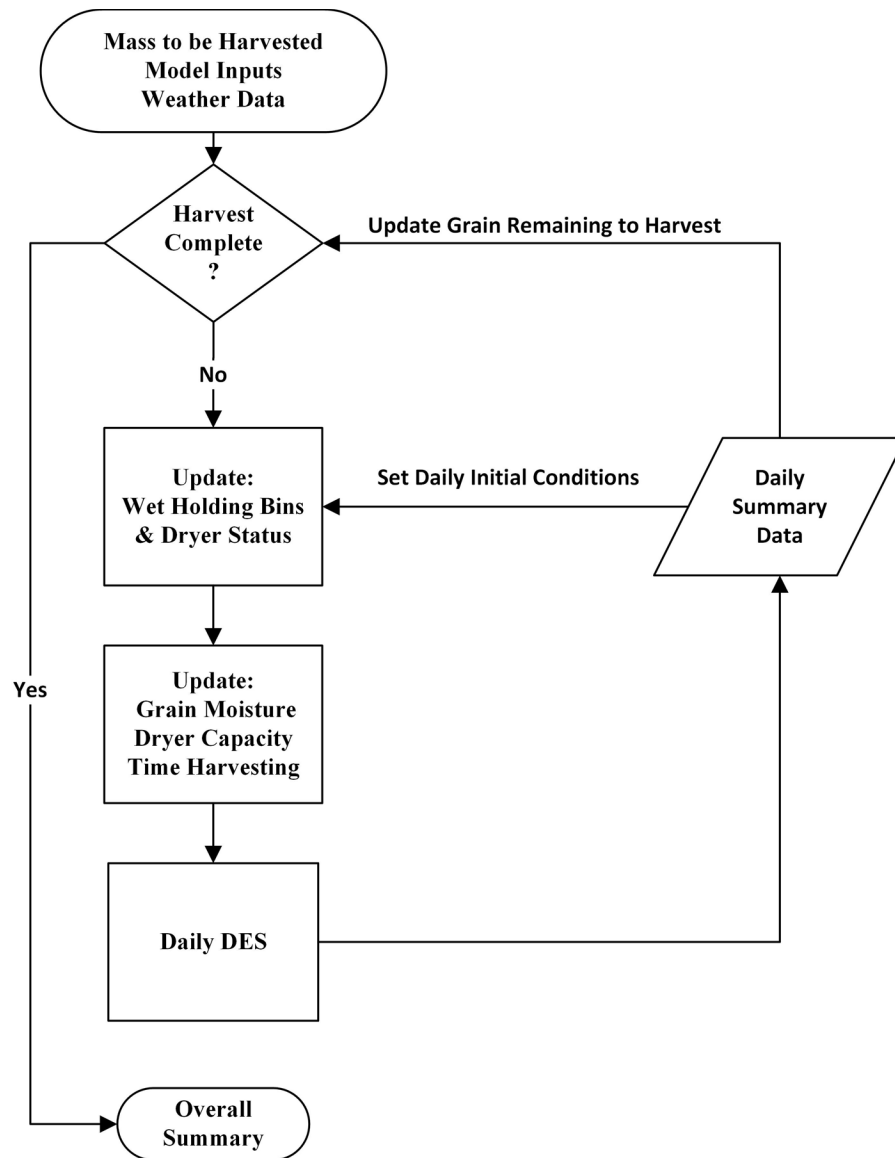 Mass to be Harvested
Model Inputs
Weather Data
Harvest
Complete
?
Update Grain Remaining to Harvest
No
Update:
Wet Holding Bins
& Dryer Status
Set Daily Initial Conditions
Daily
Summary
Data
Yes
Update:
Grain Moisture
Dryer Capacity
Time Harvesting
Daily DES
Overall
Summary